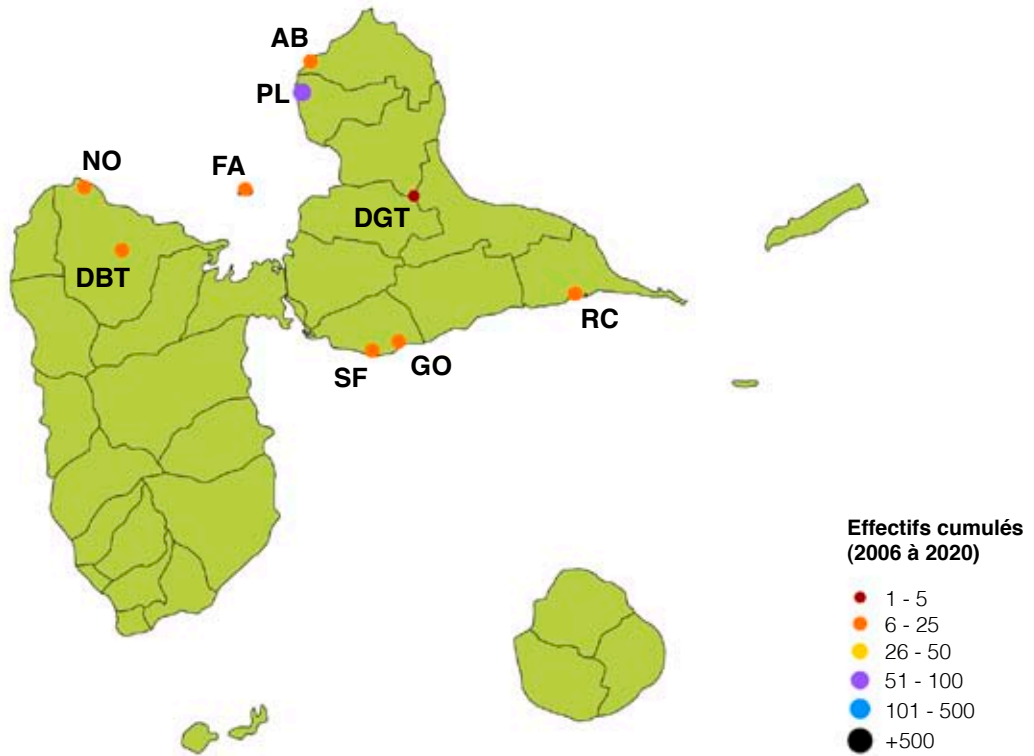 AB
PL
NO
FA
DGT
DBT
RC
GO
SF
Effectifs cumulés
(2006 à 2020)
1 - 5
6 - 25
26 - 50
51 - 100
101 - 500
+500